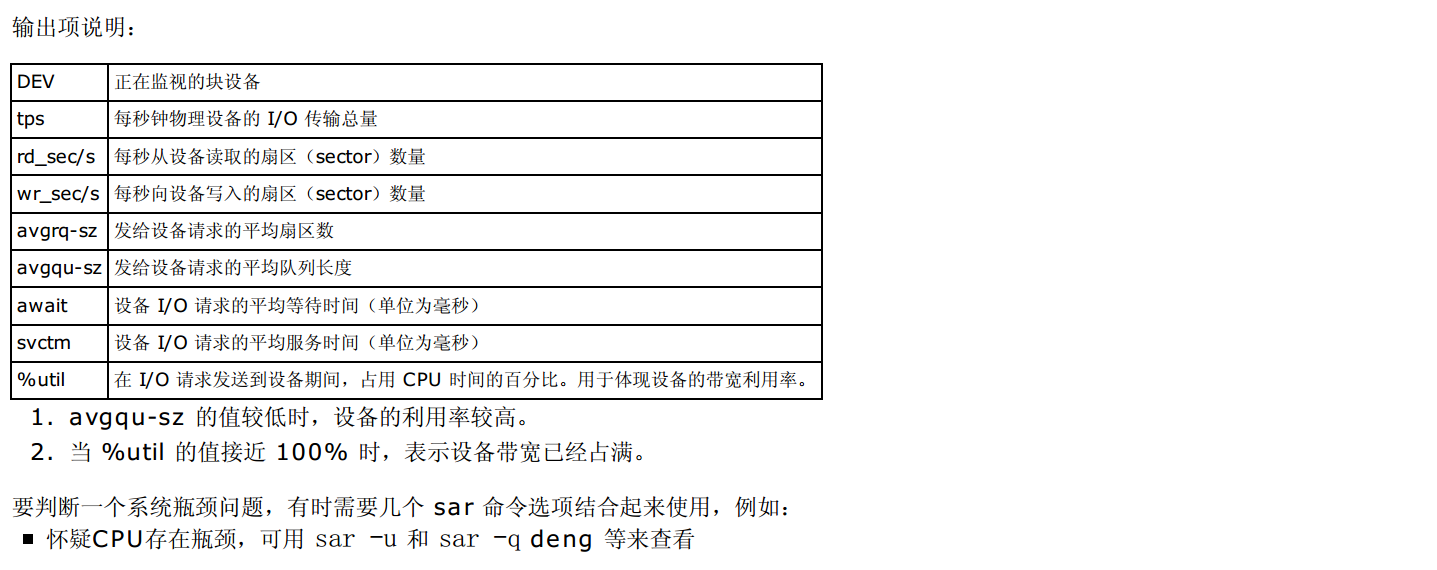 输出项说明：
DEV 正在监视的块设备
tps 每秒钟物理设备的 I/O 传输总量
rd_sec/s 每秒从设备读取的扇区（sector）数量
wr_sec/s 每秒向设备写入的扇区（sector）数量
avgrq-sz 发给设备请求的平均扇区数
avgqu-sz 发给设备请求的平均队列长度
await 设备 I/O 请求的平均等待时间（单位为毫秒）
svctm 设备 I/O 请求的平均服务时间（单位为毫秒）
%util 在 I/O 请求发送到设备期间，占用 CPU 时间的百分比。用于体现设备的带宽利用率。
1. avgqu-sz 的值较低时，设备的利用率较高。
2. 当 %util 的值接近 100% 时，表示设备带宽已经占满。
要判断一个系统瓶颈问题，有时需要几个 sar 命令选项结合起来使用，例如：
■ 怀疑CPU存在瓶颈，可用 sar -u 和 sar -q deng 等来查看